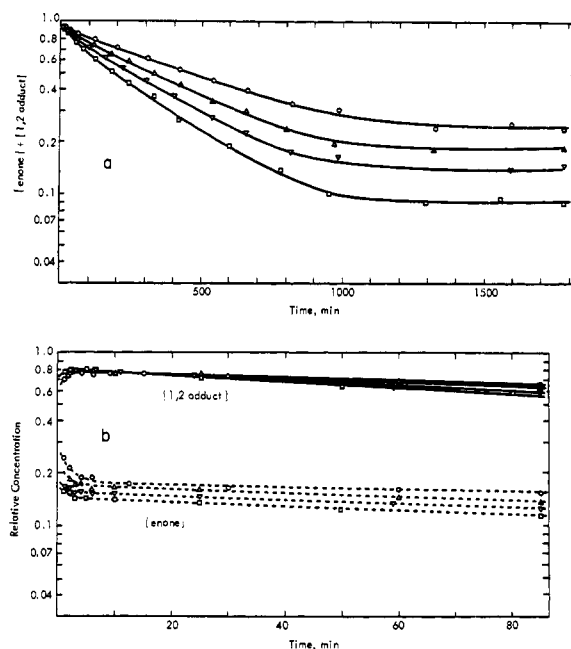 1.0
0.8
0.6
0.4
0.2
0.1
0.07
0.04
[enone] + [1,2 adduct]
a
500
1000
1500
Time, min
1.0
0.8
0.6
0.4
0.2
0.1
0.07
0.04
Relative Concentration
b
[1,2 adduct]
[enone]
20
40
60
80
Time, min